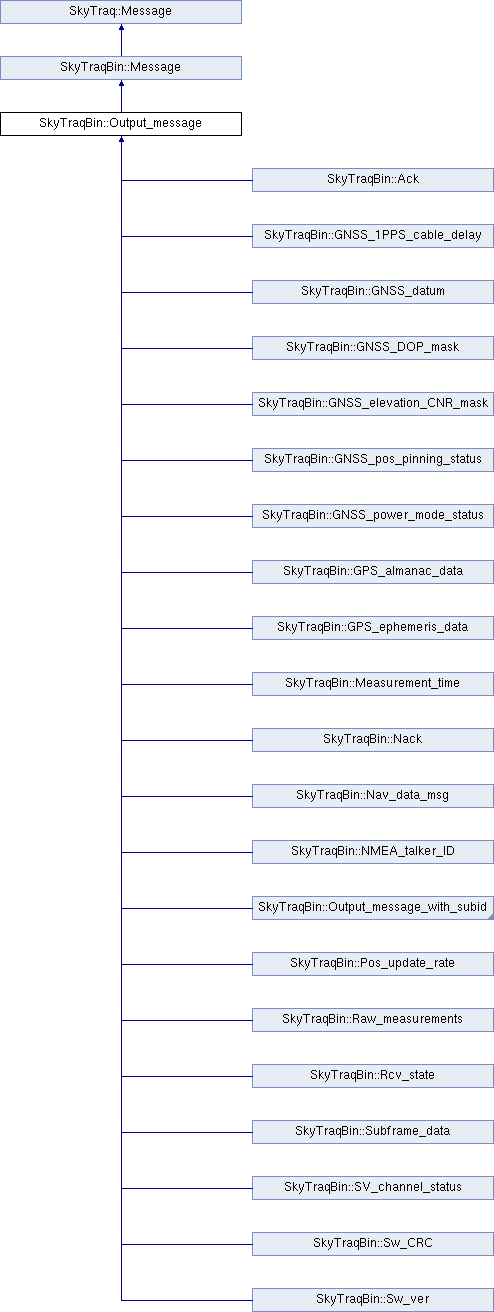 SkyTraq::Message
SkyTraqBin::Message
SkyTraqBin::Output_message
SkyTraqBin::Ack
SkyTraqBin::GNSS_1PPS_cable_delay
SkyTraqBin::GNSS_datum
SkyTraqBin::GNSS_DOP_mask
SkyTraqBin::GNSS_elevation_CNR_mask
SkyTraqBin::GNSS_pos_pinning_status
SkyTraqBin::GNSS_power_mode_status
SkyTraqBin::GPS_almanac_data
SkyTraqBin::GPS_ephemeris_data
SkyTraqBin::Measurement_time
SkyTraqBin::Nack
SkyTraqBin::Nav_data_msg
SkyTraqBin::NMEA_talker_ID
SkyTraqBin::Output_message_with_subid
SkyTraqBin::Pos_update_rate
SkyTraqBin::Raw_measurements
SkyTraqBin::Rcv_state
SkyTraqBin::Subframe_data
SkyTraqBin::SV_channel_status
SkyTraqBin::Sw_CRC
SkyTraqBin::Sw_ver